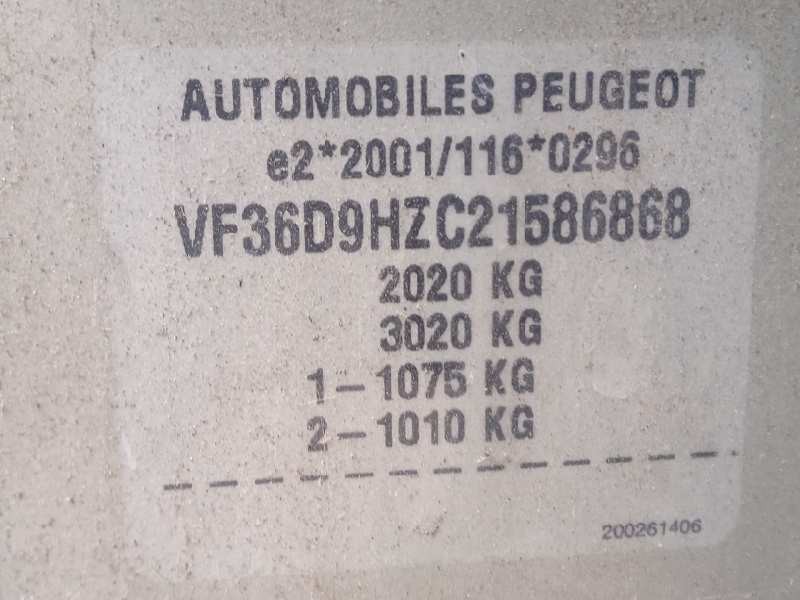 AUTOMOBILES PEUGEOT
e2*2001/116*0296
VF36D9HZC21586868
2020 KG
3020 KG
1-1075 KG
2-1010 KG
200261406